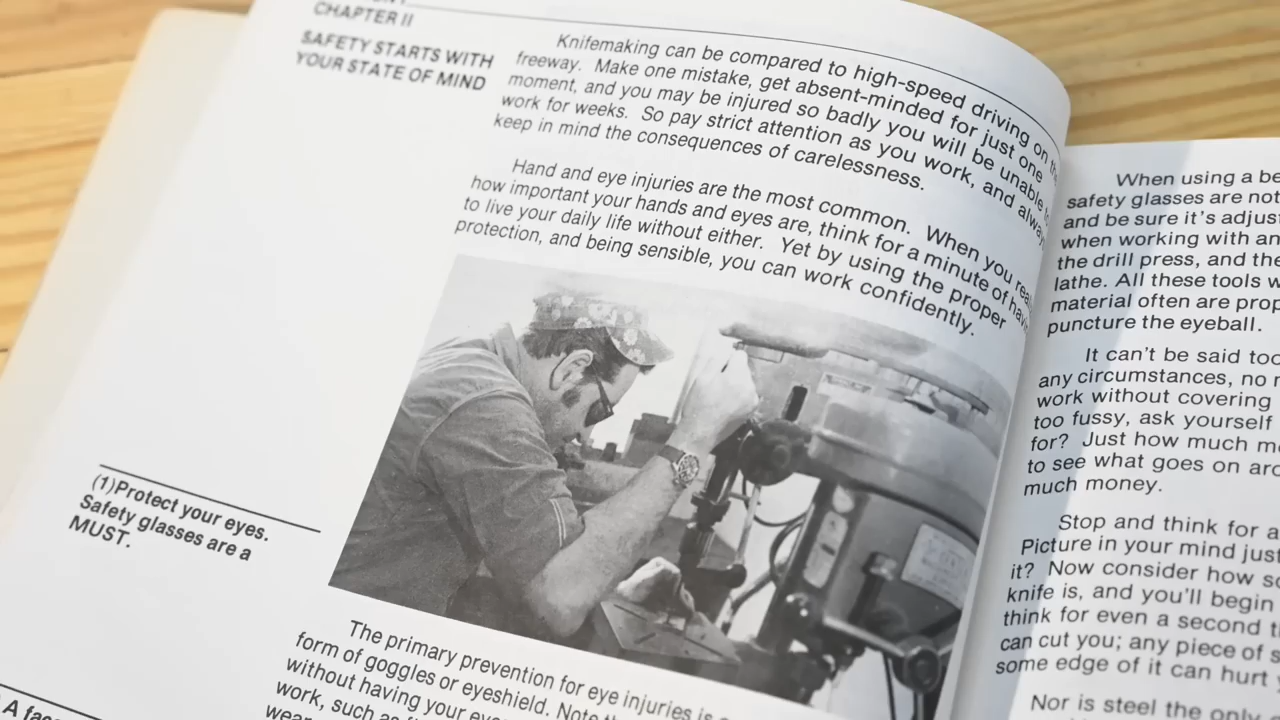 CHAPTER II
SAFETY STARTS WITH
YOUR STATE OF MIND
Knifemaking can be compared to high-speed driving on the
freeway. Make one mistake, get absent-minded for just one
moment, and you may be injured so badly you will be unable to
work for weeks. So pay strict attention as you work, and always
keep in mind the consequences of carelessness.
Hand and eye injuries are the most common. When you
how important your hands and eyes are, think for a minute of
to live your daily life without either. Yet by using the proper
protection, and being sensible, you can work confidently.
(1)Protect your eyes.
Safety glasses are a
MUST.
The primary prevention for eye injuries is
form of goggles or eyeshield. Note
without having your
work, such as
A
When using a
safety glasses are not
and be sure it's
when working with
the drill press, and the
lathe. All these tools
material often are
puncture the eyeball.
It can't be said too
any circumstances, no
work without covering
too fussy, ask yourself
for? Just how much
to see what goes on
much money.
Stop and think for a
Picture in your mind just
it? Now consider how
knife is, and you'll begin
think for even a second
can cut you; any piece of
some edge of it can hurt
Nor is steel the only